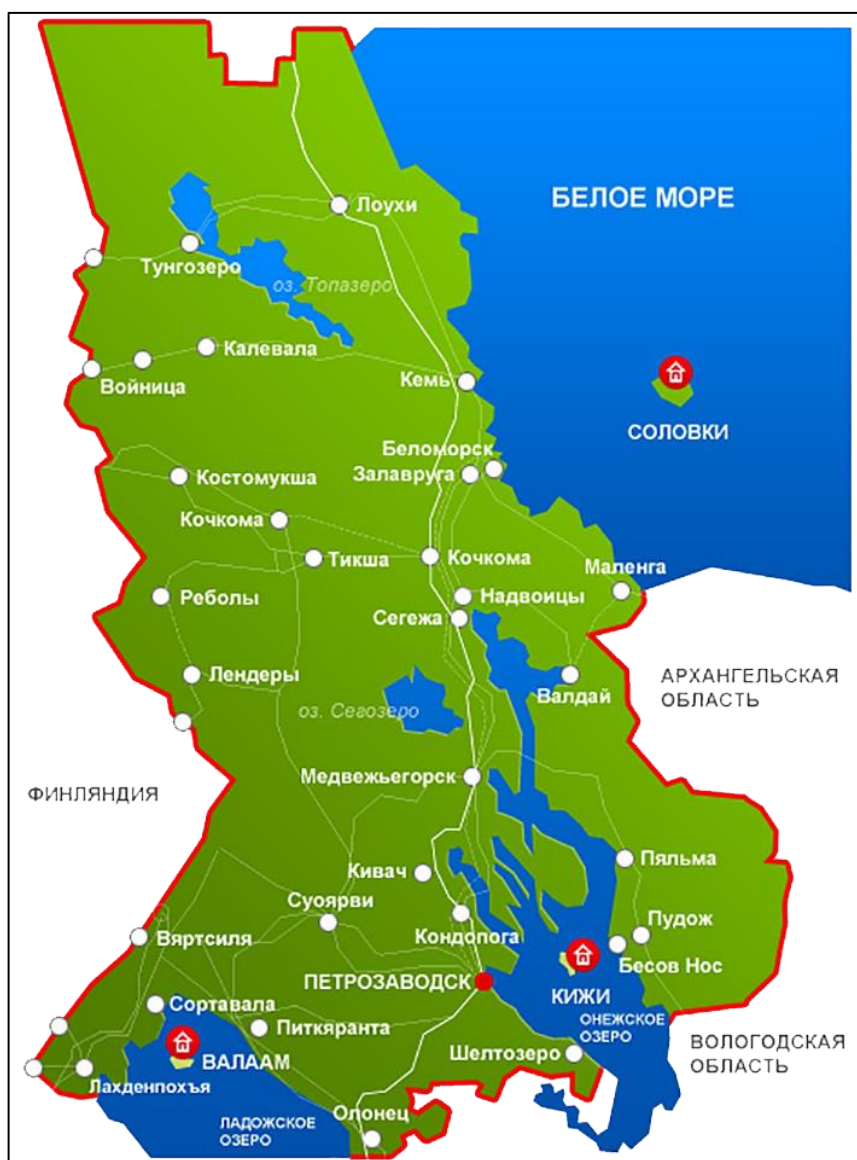 БЕЛОЕ МОРЕ
Лоухи
Тунгозеро
оз. Топазеро
Калевала
Войница
Кемь
СОЛОВКИ
Беломорск
Залавруга
Костомукша
Кочкома
Тикша
Кочкома
Маленга
Реболы
Надвоицы
Сегежа
Лендеры
Валдай
АРХАНГЕЛЬСКАЯ
ОБЛАСТЬ
оз. Сегозеро
Медвежьегорск
ФИНЛЯНДИЯ
Пяльма
Кивач
Суоярви
Кондопога
Пудож
Вяртсиля
Бесов Нос
ПЕТРОЗАВОДСК
КИЖИ
Сортавала
ОНЕЖСКОЕ
ОЗЕРО
Питкяранта
ВОЛОГОДСКАЯ
ОБЛАСТЬ
Шелтозеро
ВАЛААМ
Лахденпохъя
Олонец
ЛАДОЖСКОЕ
ОЗЕРО